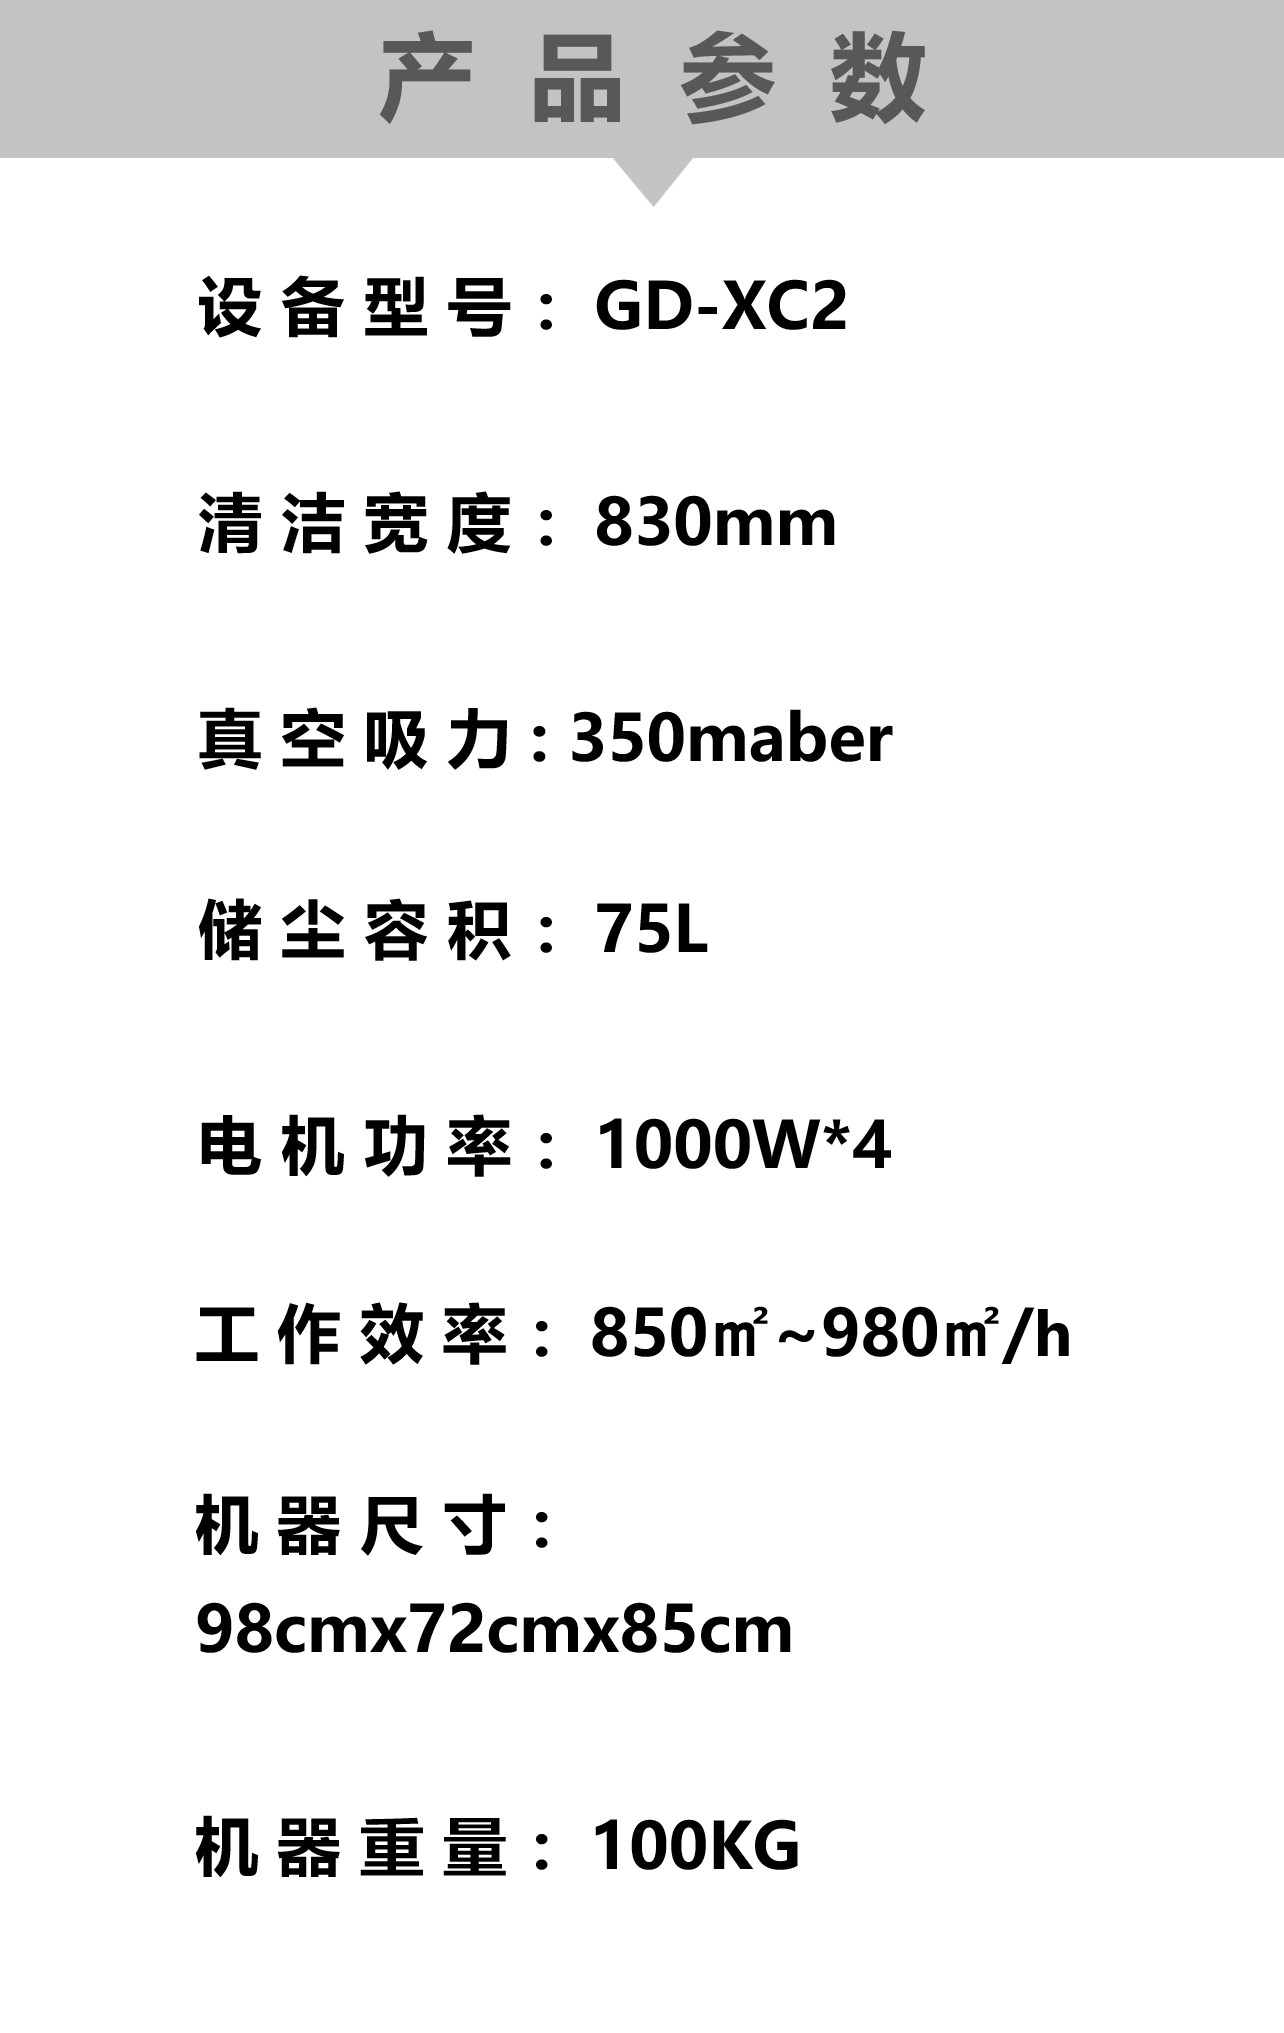 产品参数
设备型号: GD-XC2
清洁宽度: 830mm
真空吸力:350maber
储尘容积: 75L
电机功率: 1000W*4
工作效率: 850㎡~980㎡/h
机器尺寸:
98cmx72cmx85cm
机器重量: 100KG